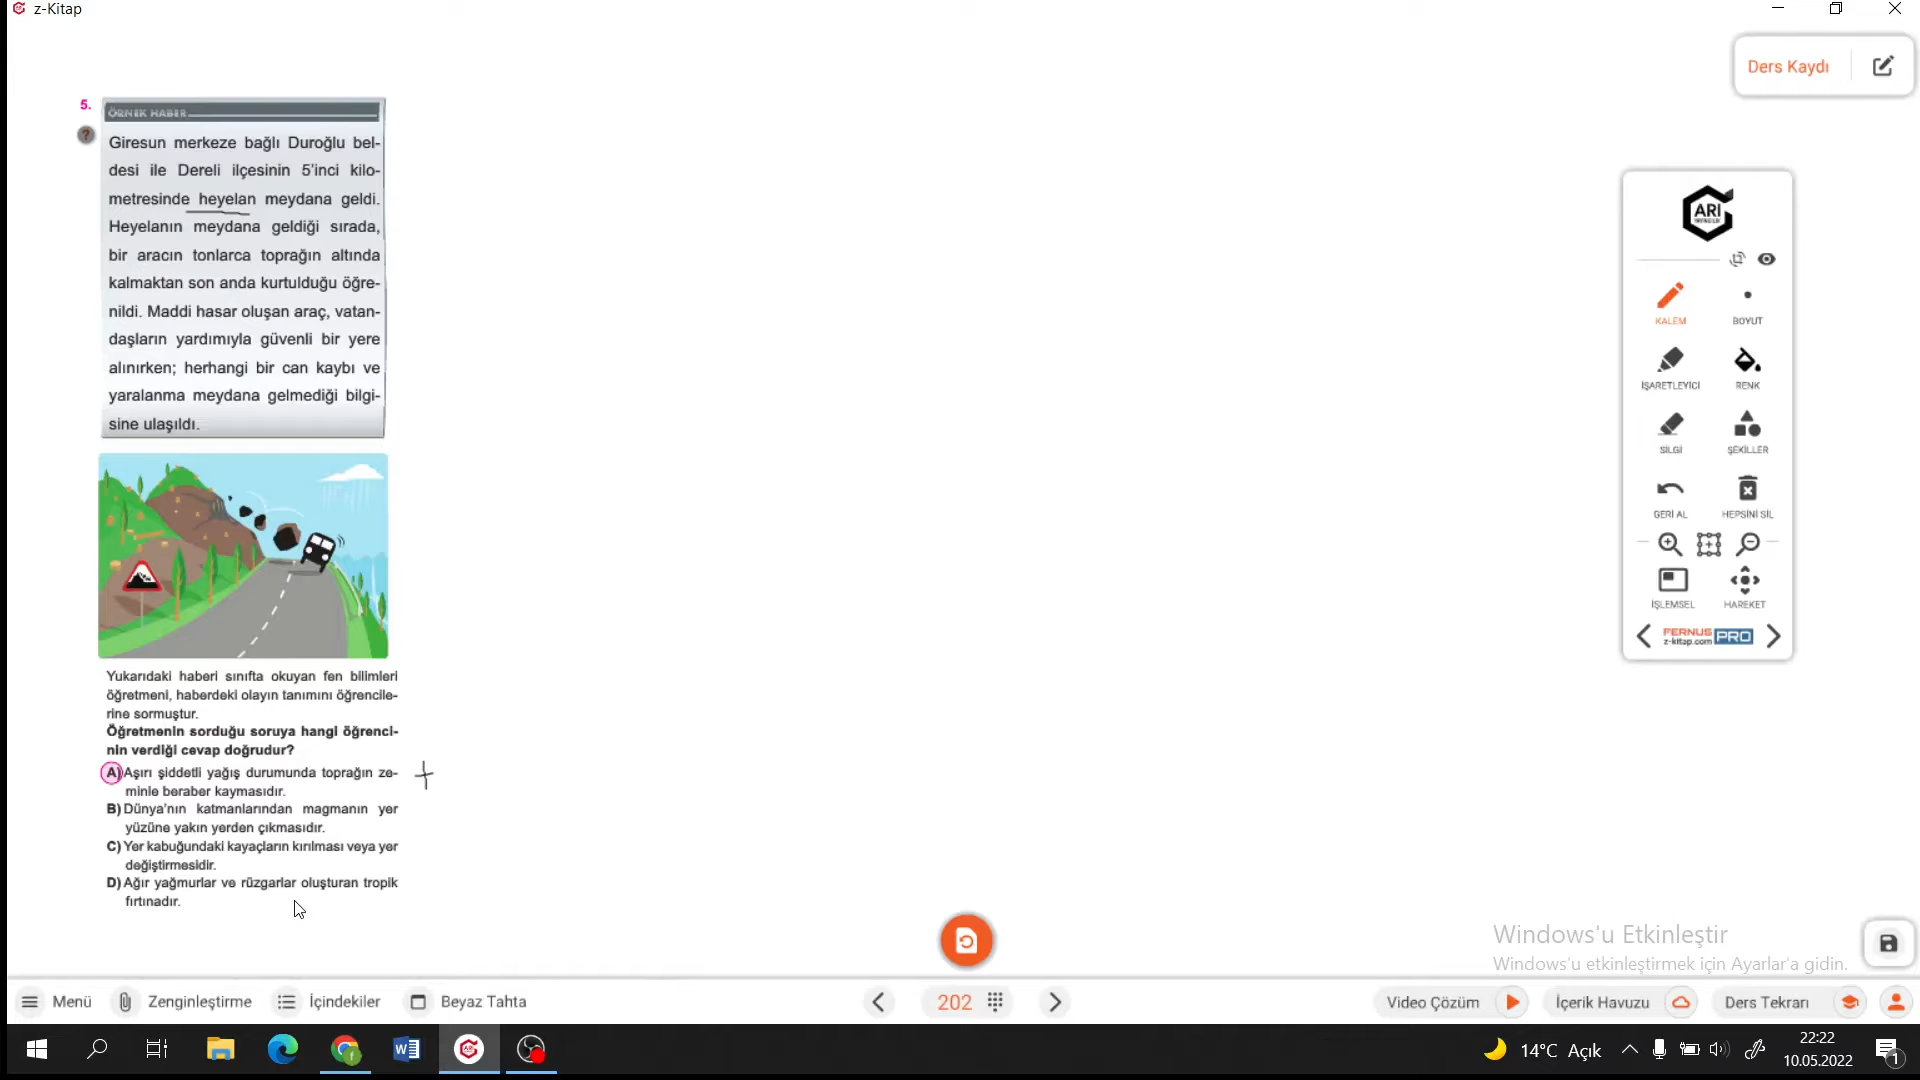 z-Kitap
Ders Kaydı
5.
ÖRNEK HABER
Giresun merkeze bağlı Duroğlu bel-
desi ile Dereli ilçesinin 5'inci kilo-
metresinde heyelan meydana geldi.
Heyelanın meydana geldiği sırada,
bir aracın tonlarca toprağın altında
kalmaktan son anda kurtulduğu öğre-
nildi. Maddi hasar oluşan araç, vatan-
daşların yardımıyla güvenli bir yere
alınırken; herhangi bir can kaybı ve
yaralanma meydana gelmediği bilgi-
sine ulaşıldı.
Yukarıdaki haberi sınıfta okuyan fen bilimleri
öğretmeni, haberdeki olayın tanımını öğrencile-
rine sormuştur.
Öğretmenin sorduğu soruya hangi öğrenci-
nin verdiği cevap doğrudur?
A) Aşırı şiddetli yağış durumunda toprağın ze-
minle beraber kaymasıdır.
B) Dünya'nın katmanlarından magmanın yer
yüzüne yakın yerden çıkmasıdır.
C) Yer kabuğundaki kayaçların kırılması veya yer
değiştirmesidir.
D) Ağır yağmurlar ve rüzgarlar oluşturan tropik
fırtınadır.
ARI
YAYINCILIK
KALEM
BOYUT
İŞARETLEYİCİ
RENK
SİLGİ
ŞEKİLLER
GERİ AL
HEPSİNİ SİL
İŞLEMSEL
HAREKET
FERNUS
z-kitap.com
PRO
Windows'u Etkinleştir
Windows'u etkinleştirmek için Ayarlar'a gidin.
Menü
Zenginleştirme
İçindekiler
Beyaz Tahta
202
Video Çözüm
İçerik Havuzu
Ders Tekrarı
14°C Açık
22:22
10.05.2022
1